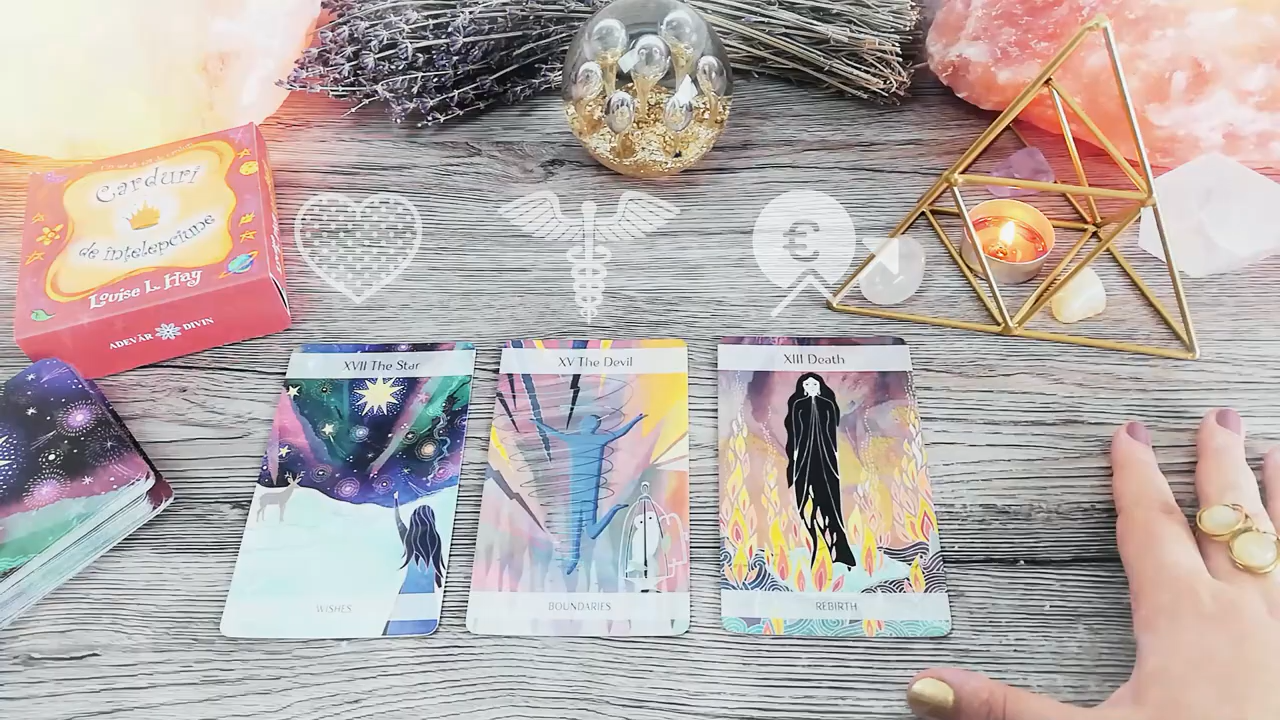 Carduri
de înțelepciune
Louise L. Hay
ADEVĂR DIVIN
€
XVII The Star
WISHES
XV The Devil
BOUNDARIES
XIII Death
REBIRTH